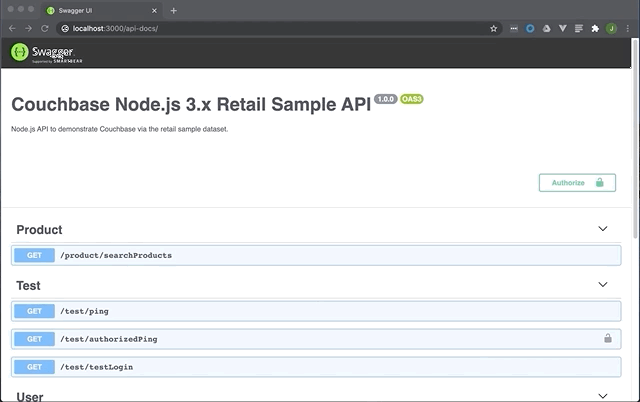 Swagger UI
localhost:3000/api-docs/
J
Swagger
Supported by SMARTBEAR
Couchbase Node.js 3.x Retail Sample API 1.0.0 OAS3
Node.js API to demonstrate Couchbase via the retail sample dataset.
Authorize
Product
GET /product/searchProducts
Test
GET /test/ping
GET /test/authorizedPing
GET /test/testLogin
User